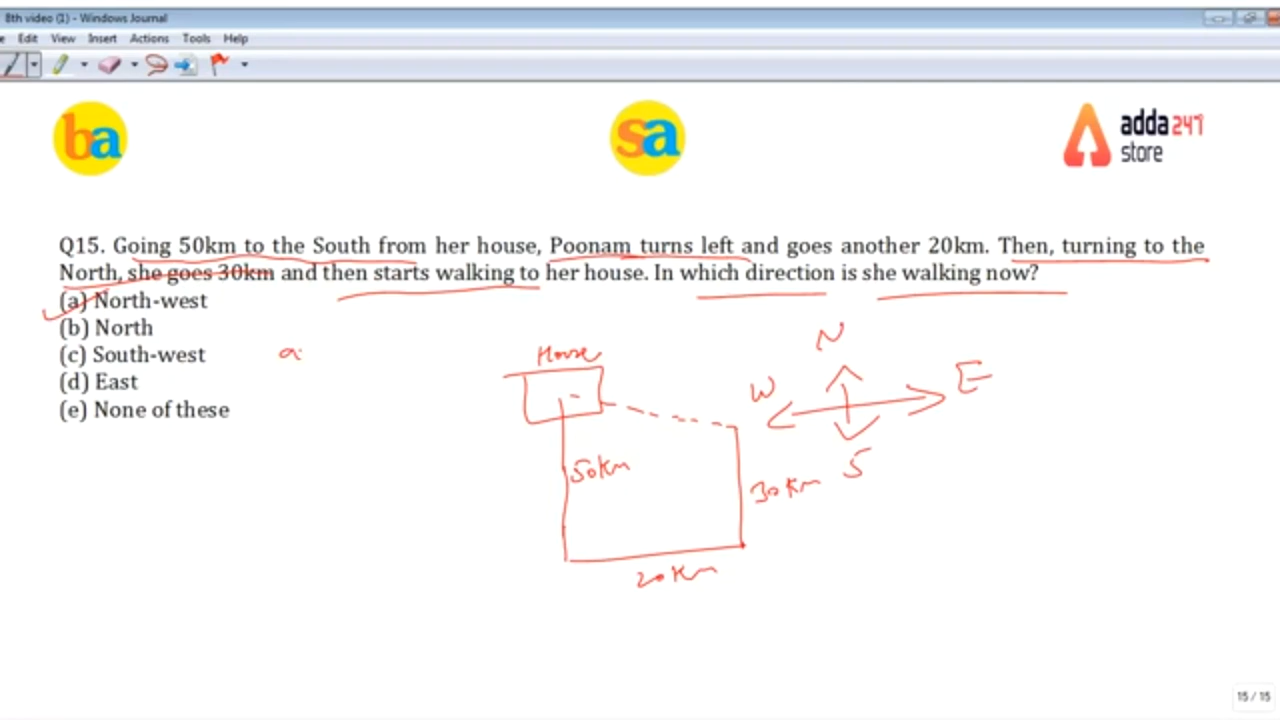 8th video (1) - Windows Journal
Edit View Insert Actions Tools Help
ba
sa
adda 247
store
Q15. Going 50km to the South from her house, Poonam turns left and goes another 20km. Then, turning to the
North, she goes 30km and then starts walking to her house. In which direction is she walking now?
(a) North-west
(b) North
(c) South-west
(d) East
(e) None of these
a
House
N
W
E
S
50km
30km
20km
15 / 15